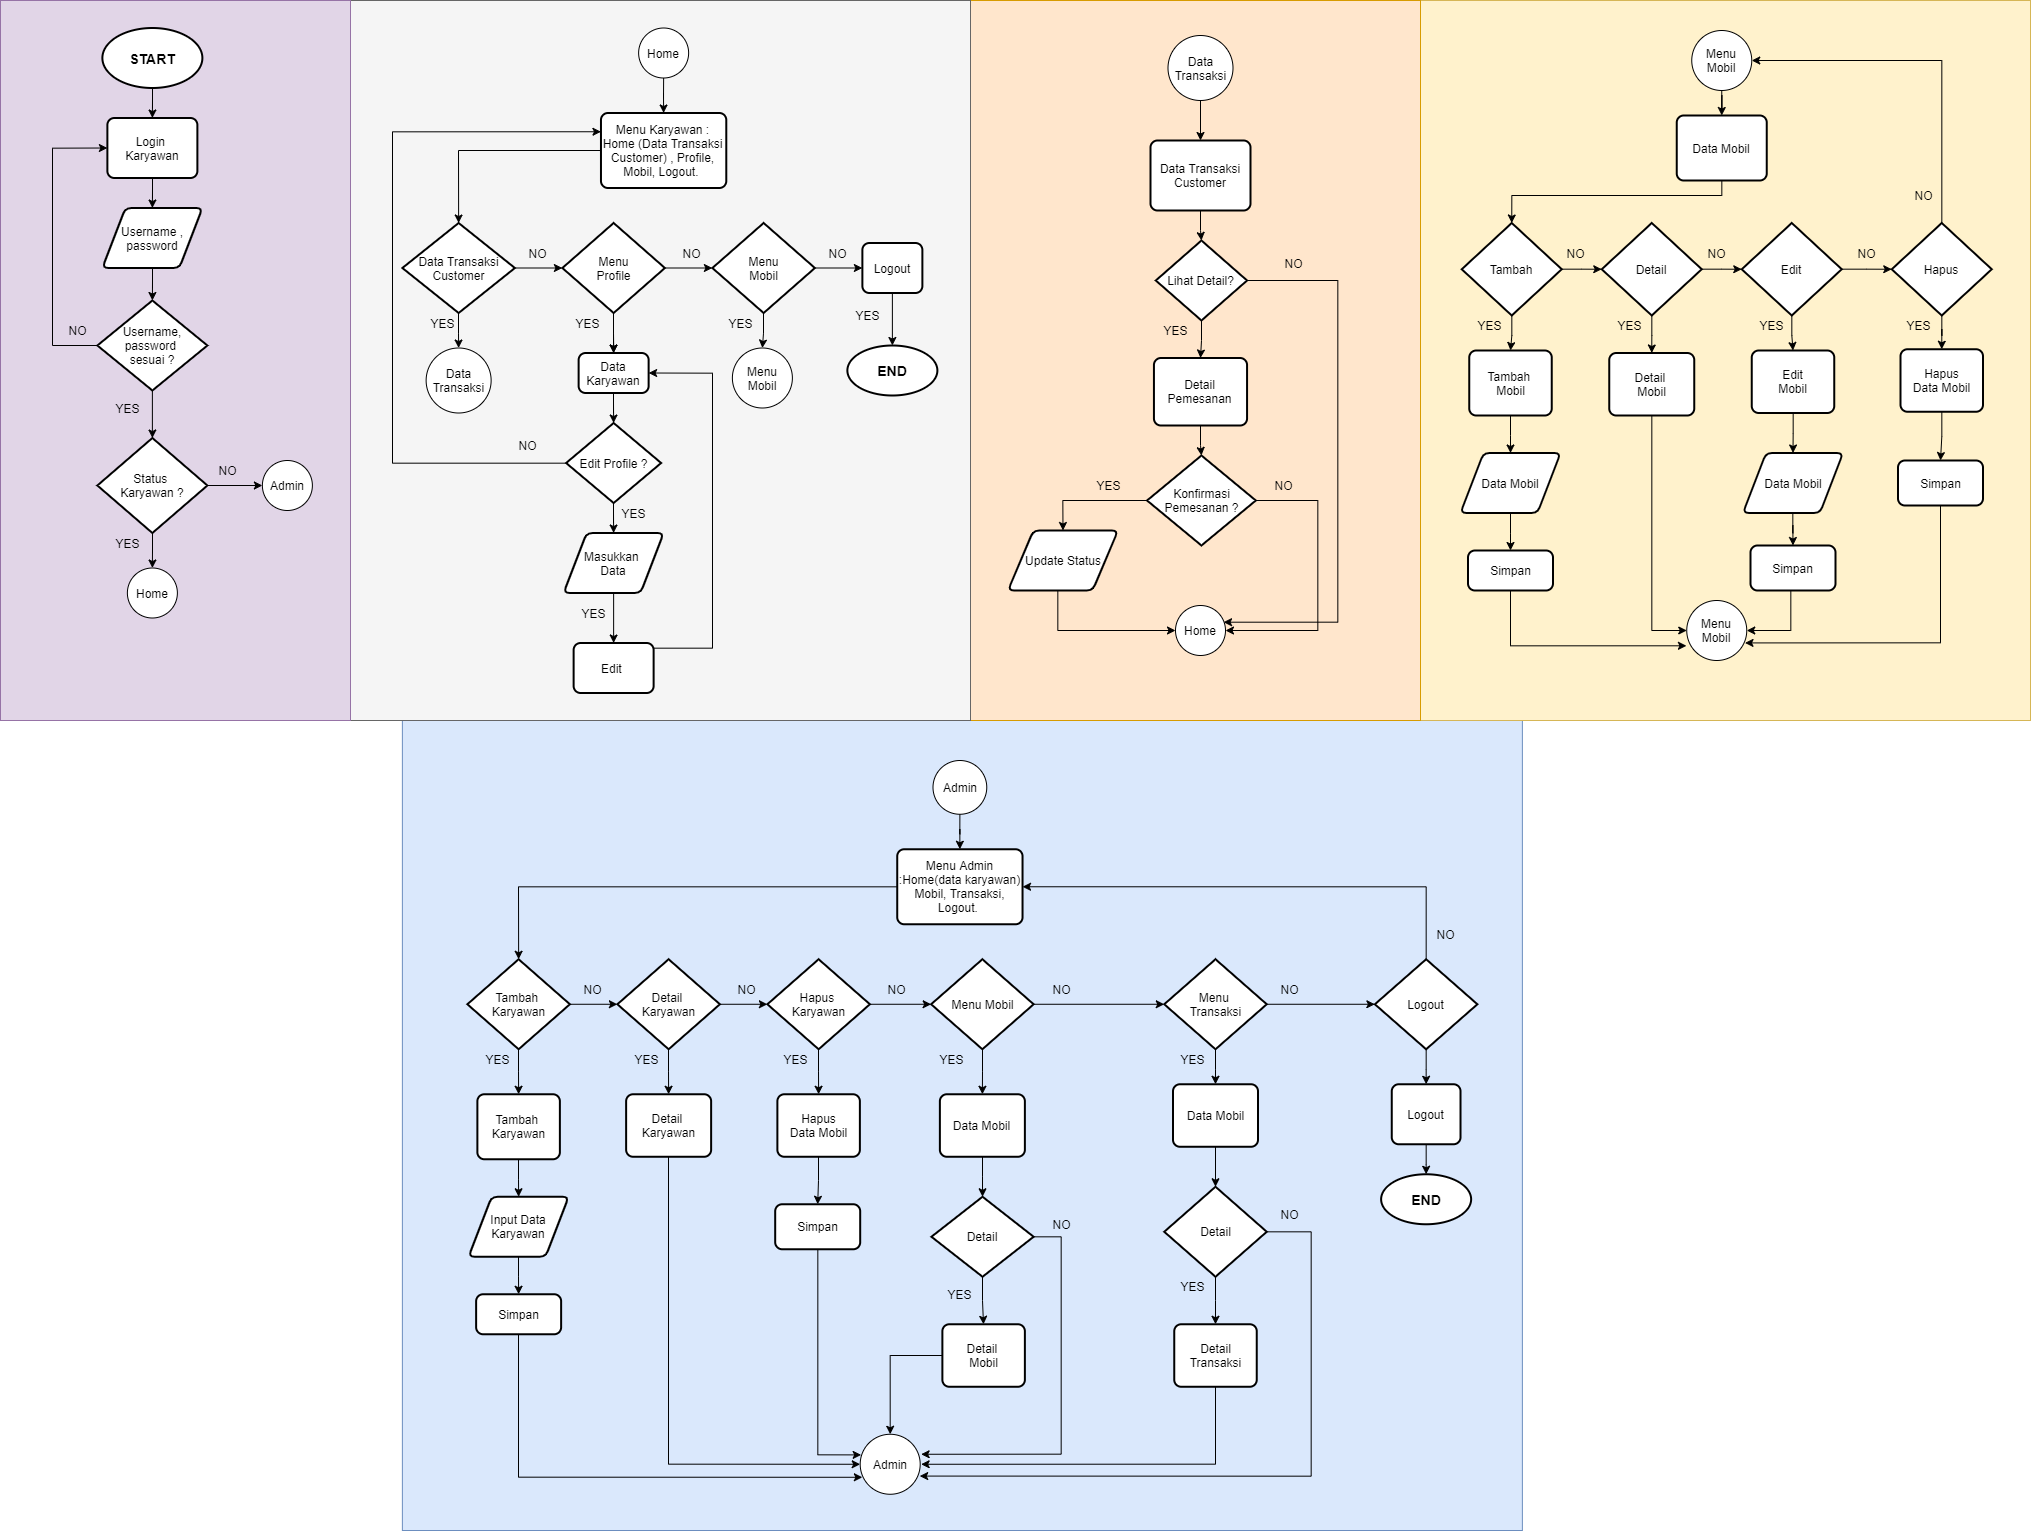 START
Login
Karyawan
Username ,
password
Username,
password
sesuai ?
NO
YES
Status
Karyawan ?
NO
Admin
YES
Home
Home
Menu Karyawan :
Home (Data Transaksi
Customer) , Profile,
Mobil, Logout.
Data Transaksi
Customer
NO
Menu
Profile
NO
Menu
Mobil
NO
Logout
YES
YES
YES
YES
Data
Transaksi
Data
Karyawan
Menu
Mobil
END
NO
Edit Profile ?
YES
Masukkan
Data
YES
Edit
Data
Transaksi
Data Transaksi
Customer
Lihat Detail?
NO
YES
Detail
Pemesanan
YES
Konfirmasi
Pemesanan ?
NO
Update Status
Home
Menu
Mobil
Data Mobil
NO
Tambah
NO
Detail
NO
Edit
NO
Hapus
YES
YES
YES
YES
Tambah
Mobil
Detail
Mobil
Edit
Mobil
Hapus
Data Mobil
Data Mobil
Data Mobil
Simpan
Simpan
Simpan
Menu
Mobil
Admin
Menu Admin
:Home(data karyawan)
Mobil, Transaksi,
Logout.
NO
Tambah
Karyawan
NO
Detail
Karyawan
NO
Hapus
Karyawan
NO
Menu Mobil
NO
Menu
Transaksi
NO
Logout
YES
YES
YES
YES
YES
Tambah
Karyawan
Detail
Karyawan
Hapus
Data Mobil
Data Mobil
Data Mobil
Logout
END
Input Data
Karyawan
Simpan
Detail
NO
Detail
NO
YES
YES
Simpan
Detail
Mobil
Detail
Transaksi
Admin